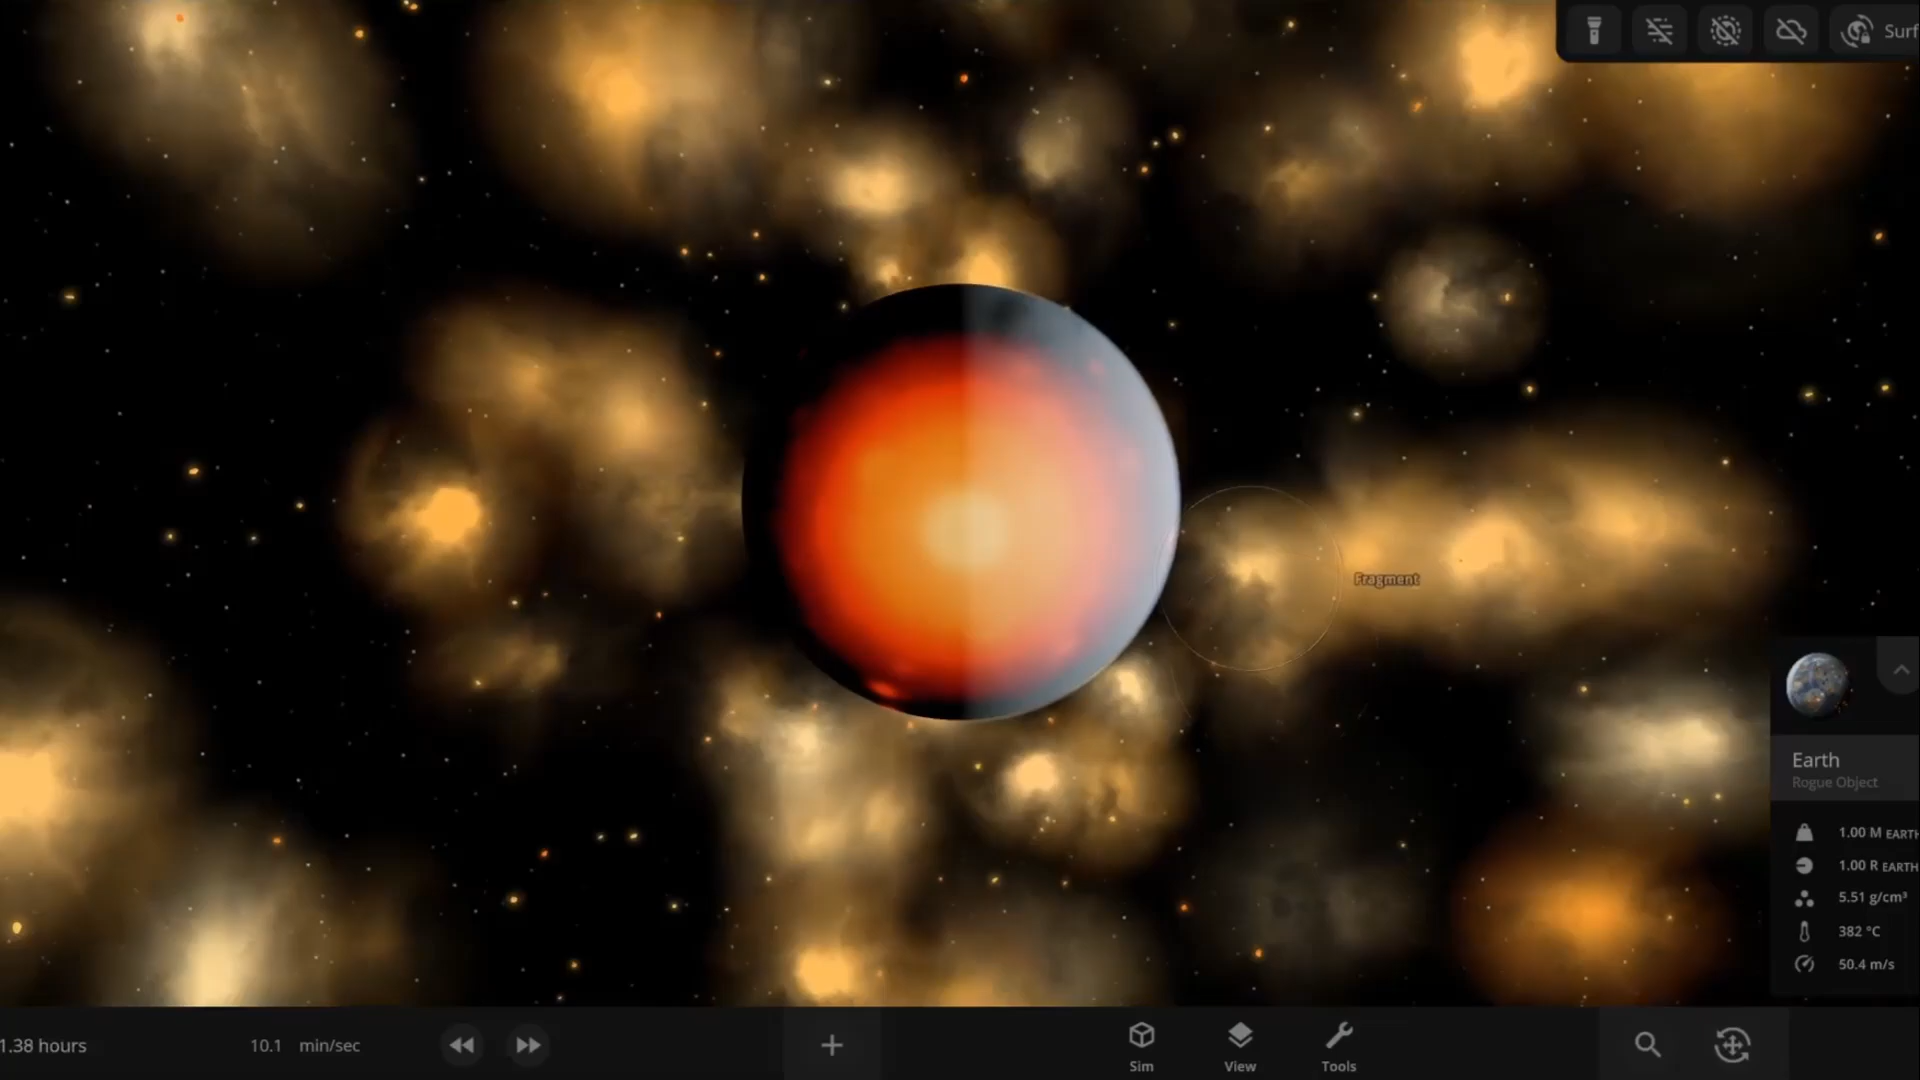 Surf
Fragment
Earth
Rogue Object
1.00 M EARTH
1.00 R EARTH
5.51 g/cm³
382 °C
50.4 m/s
1.38 hours
10.1 min/sec
Sim
View
Tools